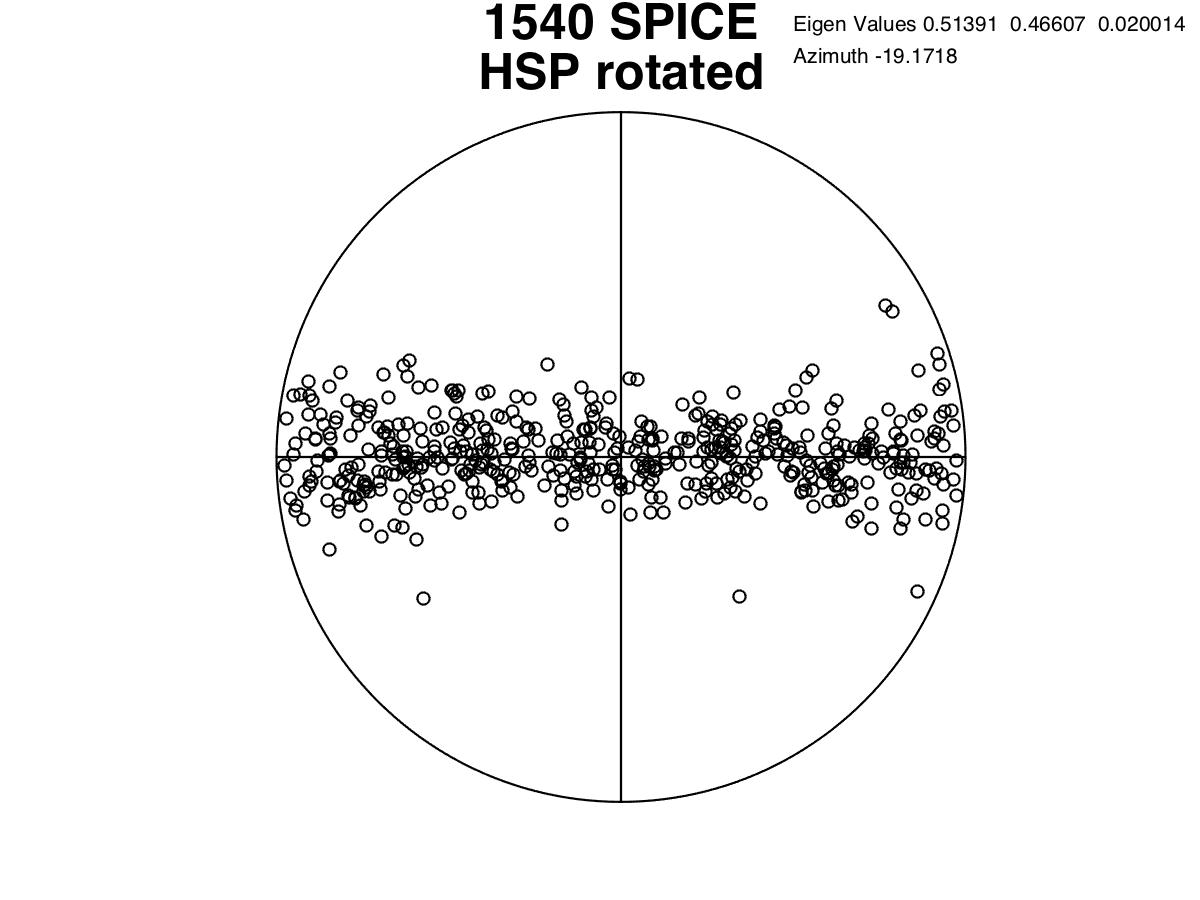 1540 SPICE
HSP rotated
Eigen Values 0.51391 0.46607 0.020014
Azimuth -19.1718